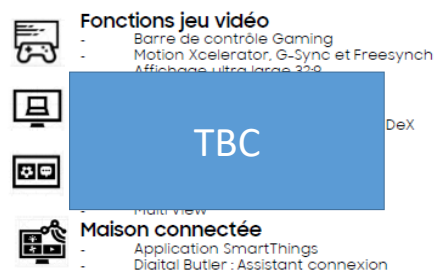 Fonctions jeu vidéo
- Barre de contrôle Gaming
- Motion Xcelerator, G-Sync et Freesynch
- Affichage ultra large 32:9
DeX
TBC
- Multi View
Maison connectée
- Application SmartThings
- Digital Butler : Assistant connexion